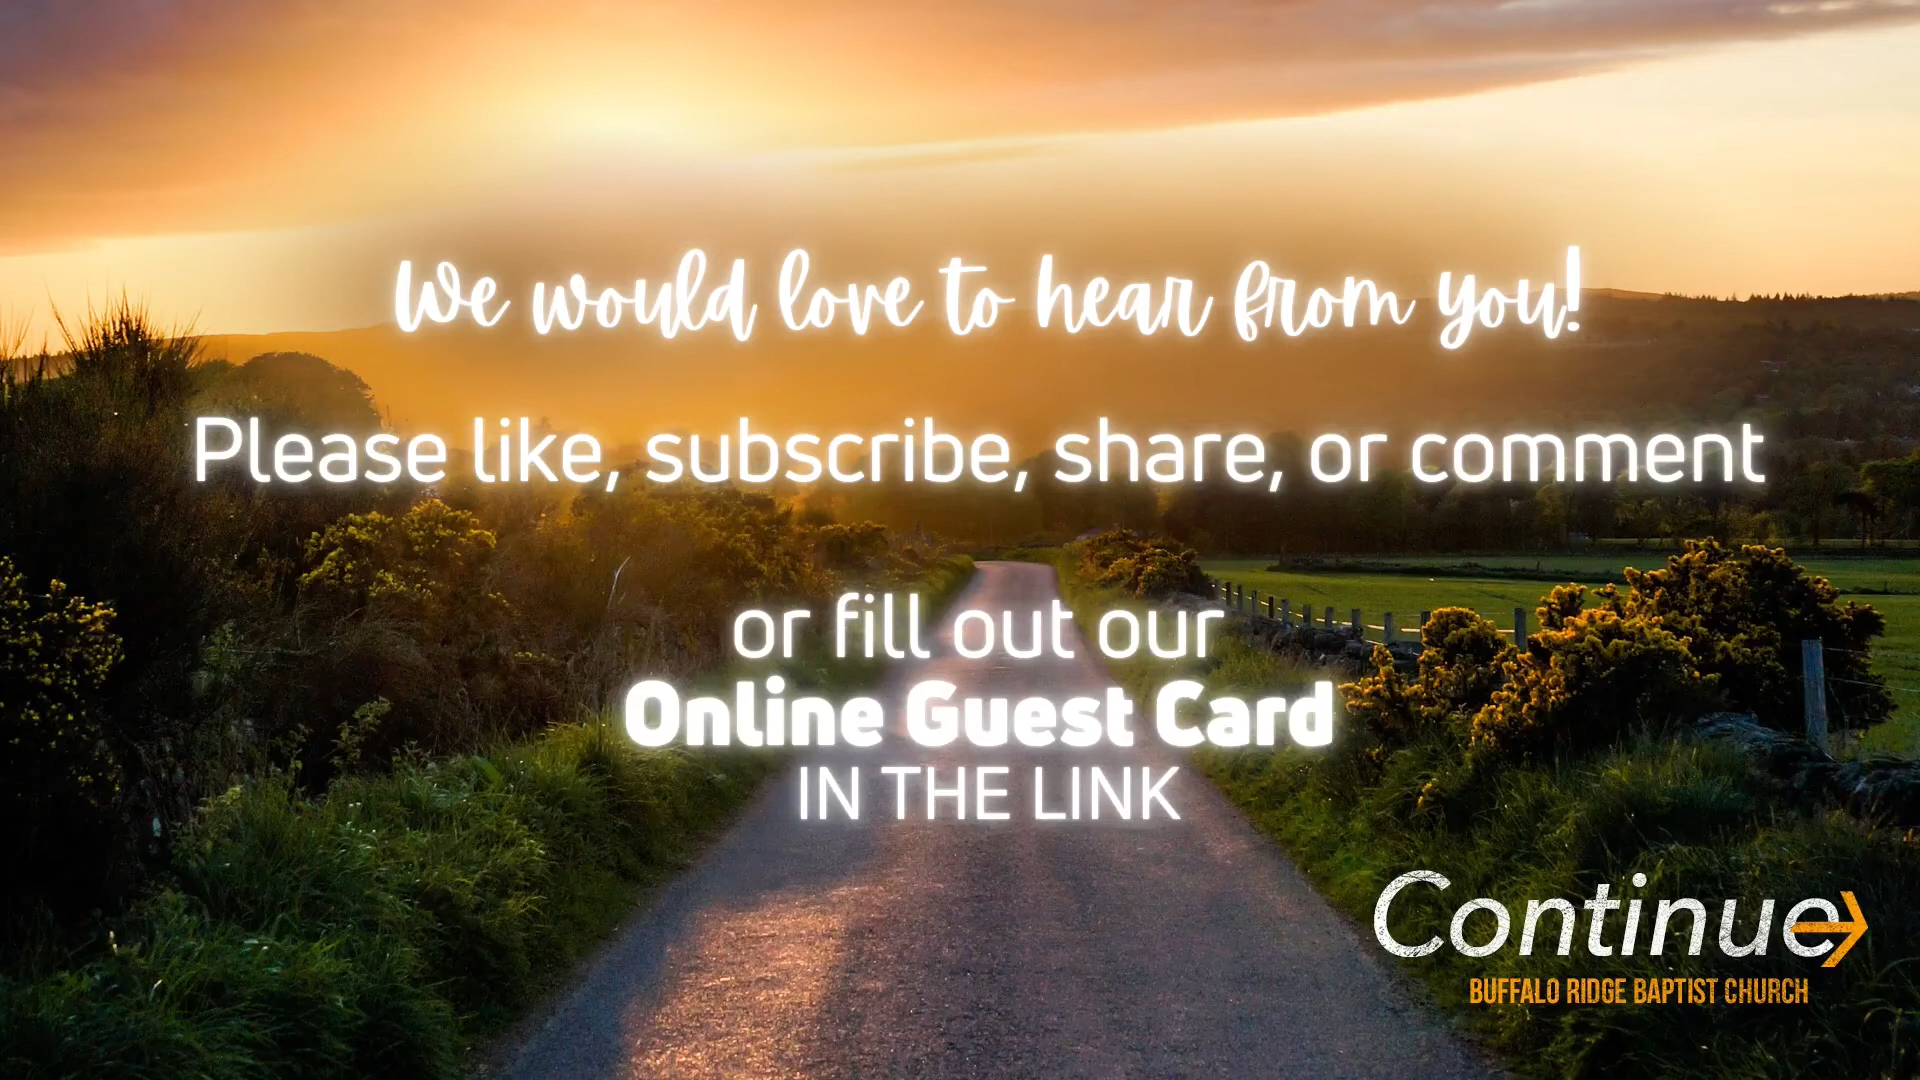 We would love to hear from you!
Please like, subscribe, share, or comment
or fill out our
Online Guest Card
IN THE LINK
Continue
BUFFALO RIDGE BAPTIST CHURCH